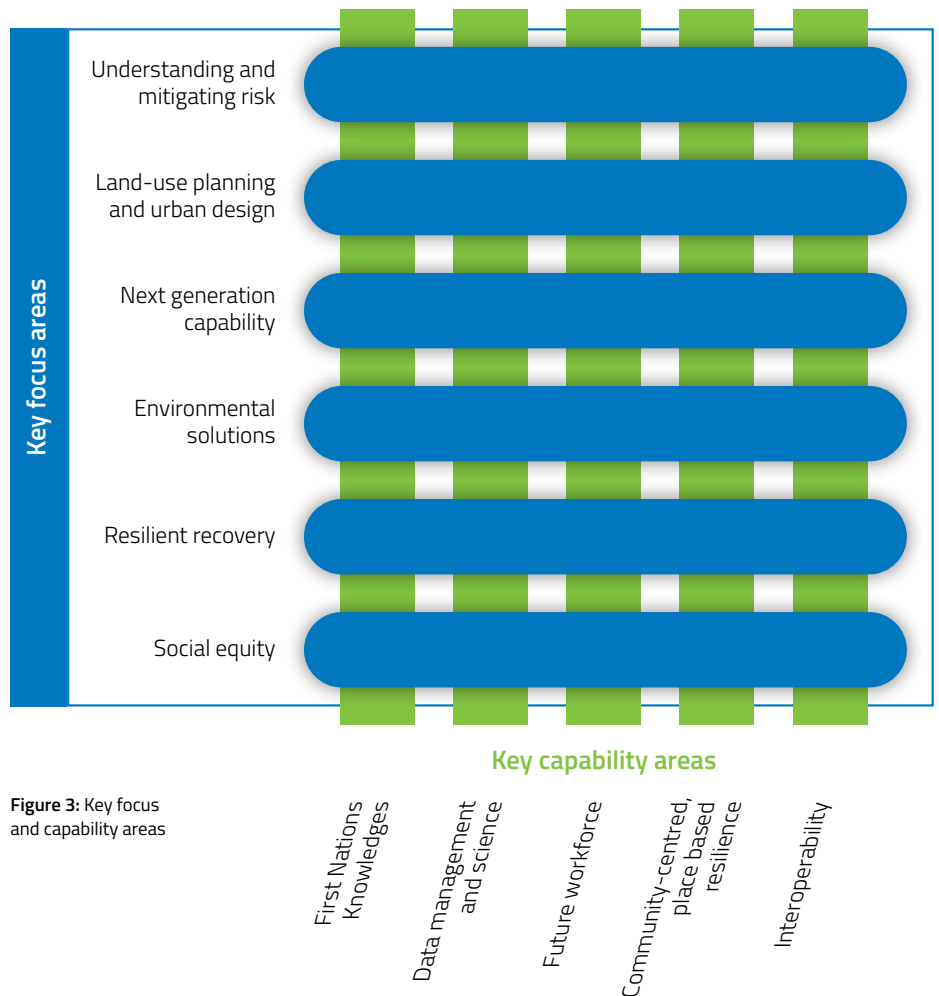 Key focus areas
Understanding and
mitigating risk
Land-use planning
and urban design
Next generation
capability
Environmental
solutions
Resilient recovery
Social equity
Key capability areas
Figure 3: Key focus
and capability areas
First Nations
Knowledges
Data management
and science
Future workforce
Community-centred,
place based
resilience
Interoperability